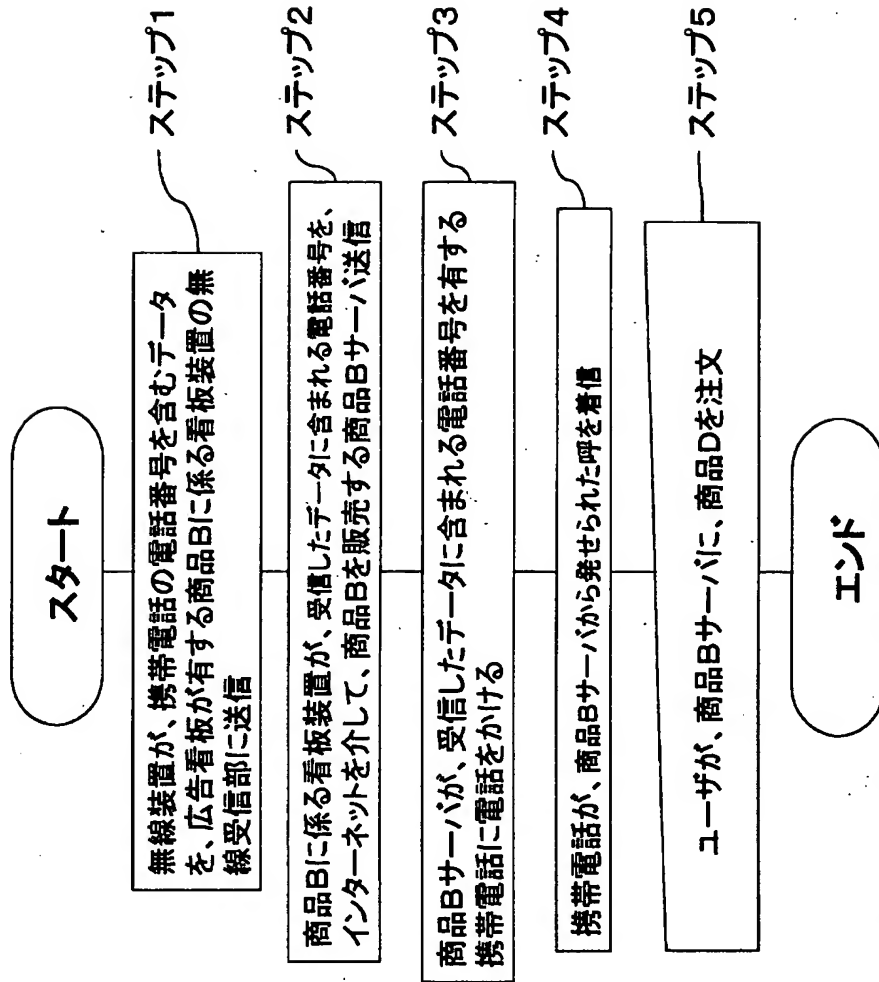 スタート
無線装置が、携帯電話の電話番号を含むデータ
を、広告看板が有する商品Bに係る看板装置の無
線受信部に送信
ステップ1
商品Bに係る看板装置が、受信したデータに含まれる電話番号を、
インターネットを介して、商品Bを販売する商品Bサーバ送信
ステップ2
商品Bサーバが、受信したデータに含まれる電話番号を有する
携帯電話に電話をかける
ステップ3
携帯電話が、商品Bサーバから発せられた呼を着信
ステップ4
ユーザが、商品Bサーバに、商品Dを注文
ステップ5
エンド